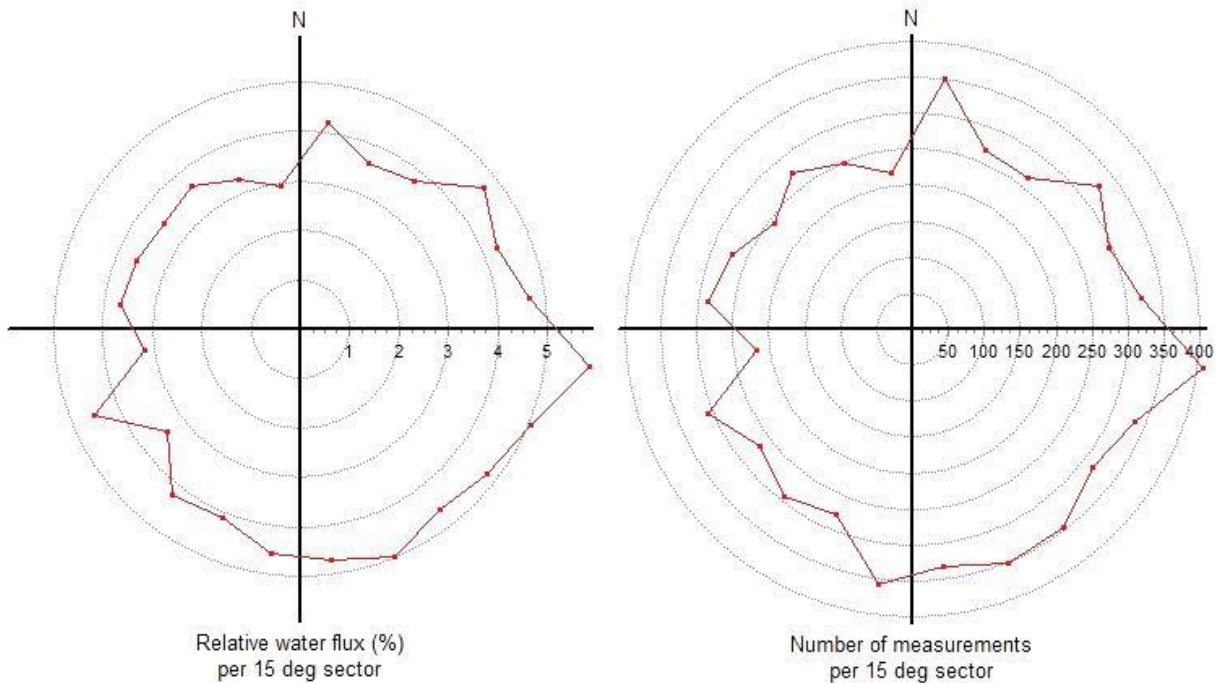 N
1 2 3 4 5
Relative water flux (%)
per 15 deg sector
N
50 100 150 200 250 300 350 400
Number of measurements
per 15 deg sector